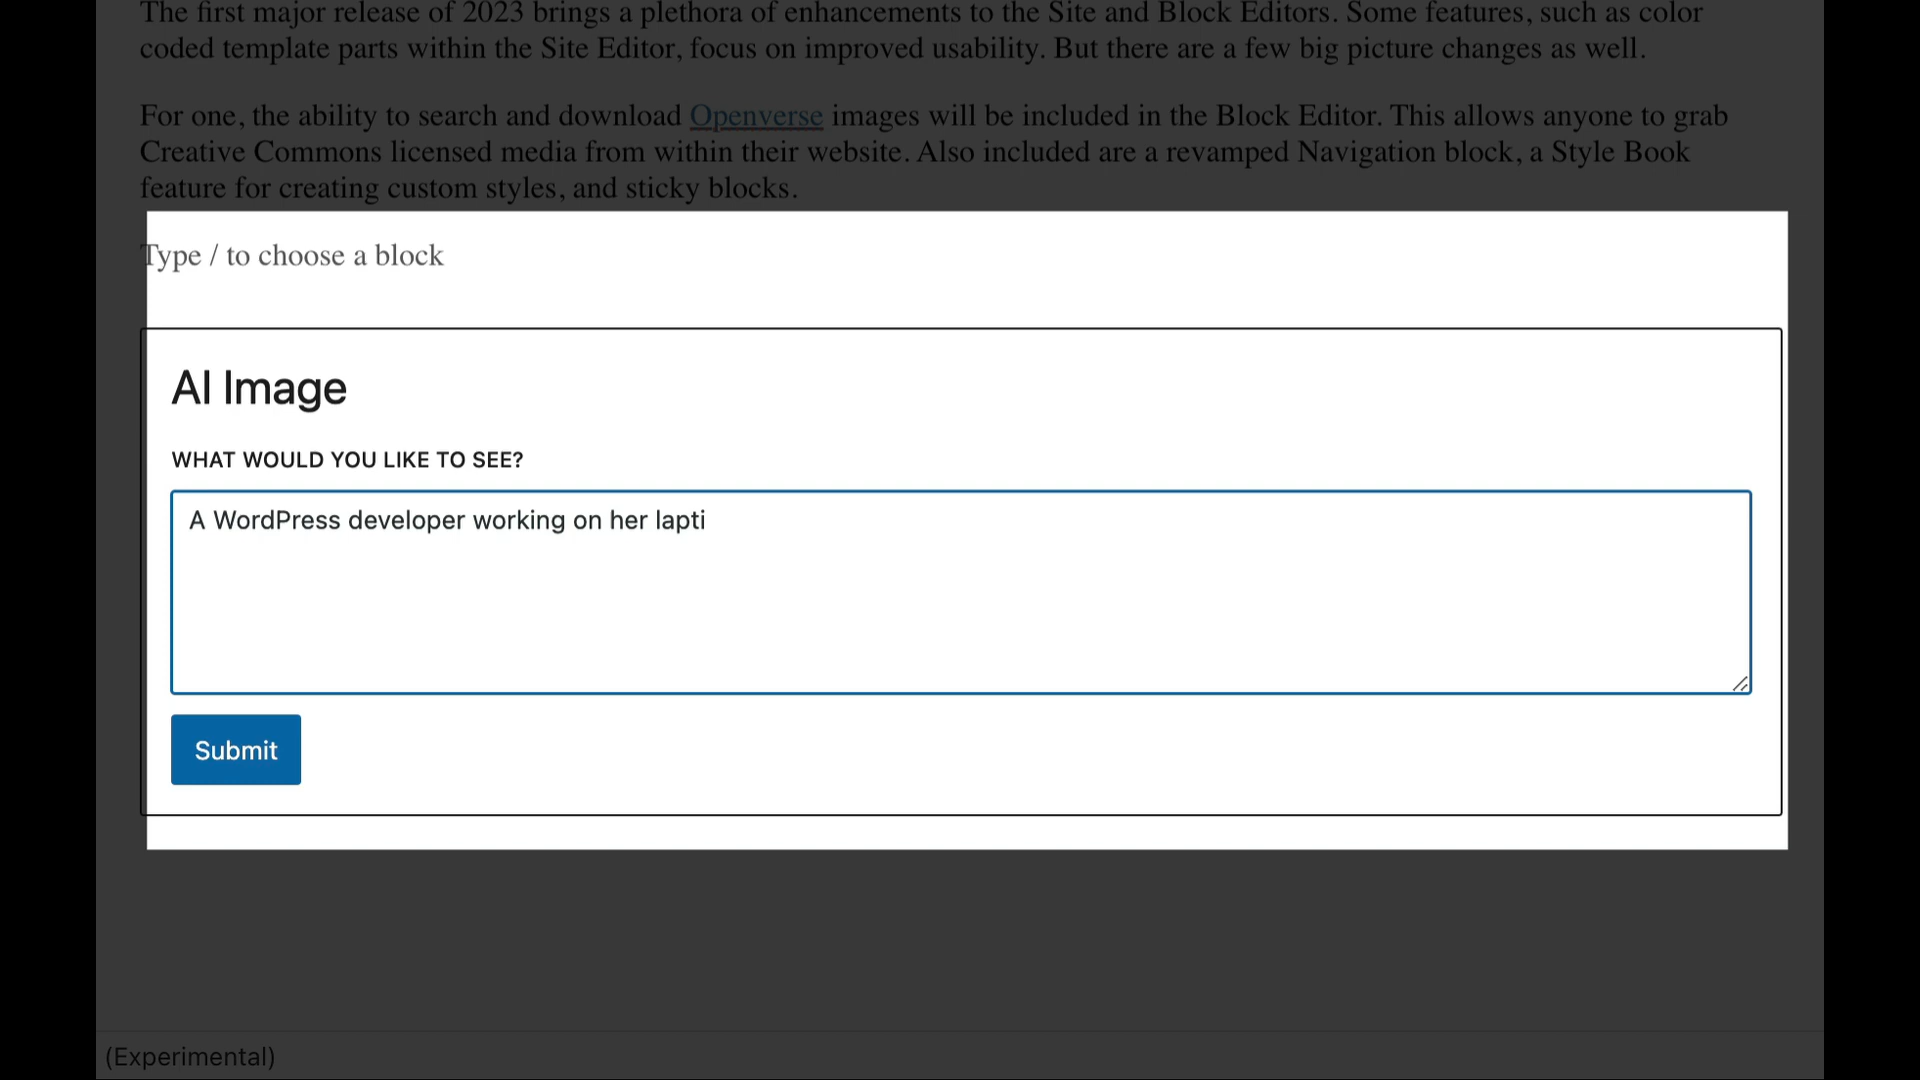 The first major release of 2023 brings a plethora of enhancements to the Site and Block Editors. Some features, such as color
coded template parts within the Site Editor, focus on improved usability. But there are a few big picture changes as well.
For one, the ability to search and download Openverse images will be included in the Block Editor. This allows anyone to grab
Creative Commons licensed media from within their website. Also included are a revamped Navigation block, a Style Book
feature for creating custom styles, and sticky blocks.
Type / to choose a block
AI Image
WHAT WOULD YOU LIKE TO SEE?
A WordPress developer working on her lapti
Submit
(Experimental)